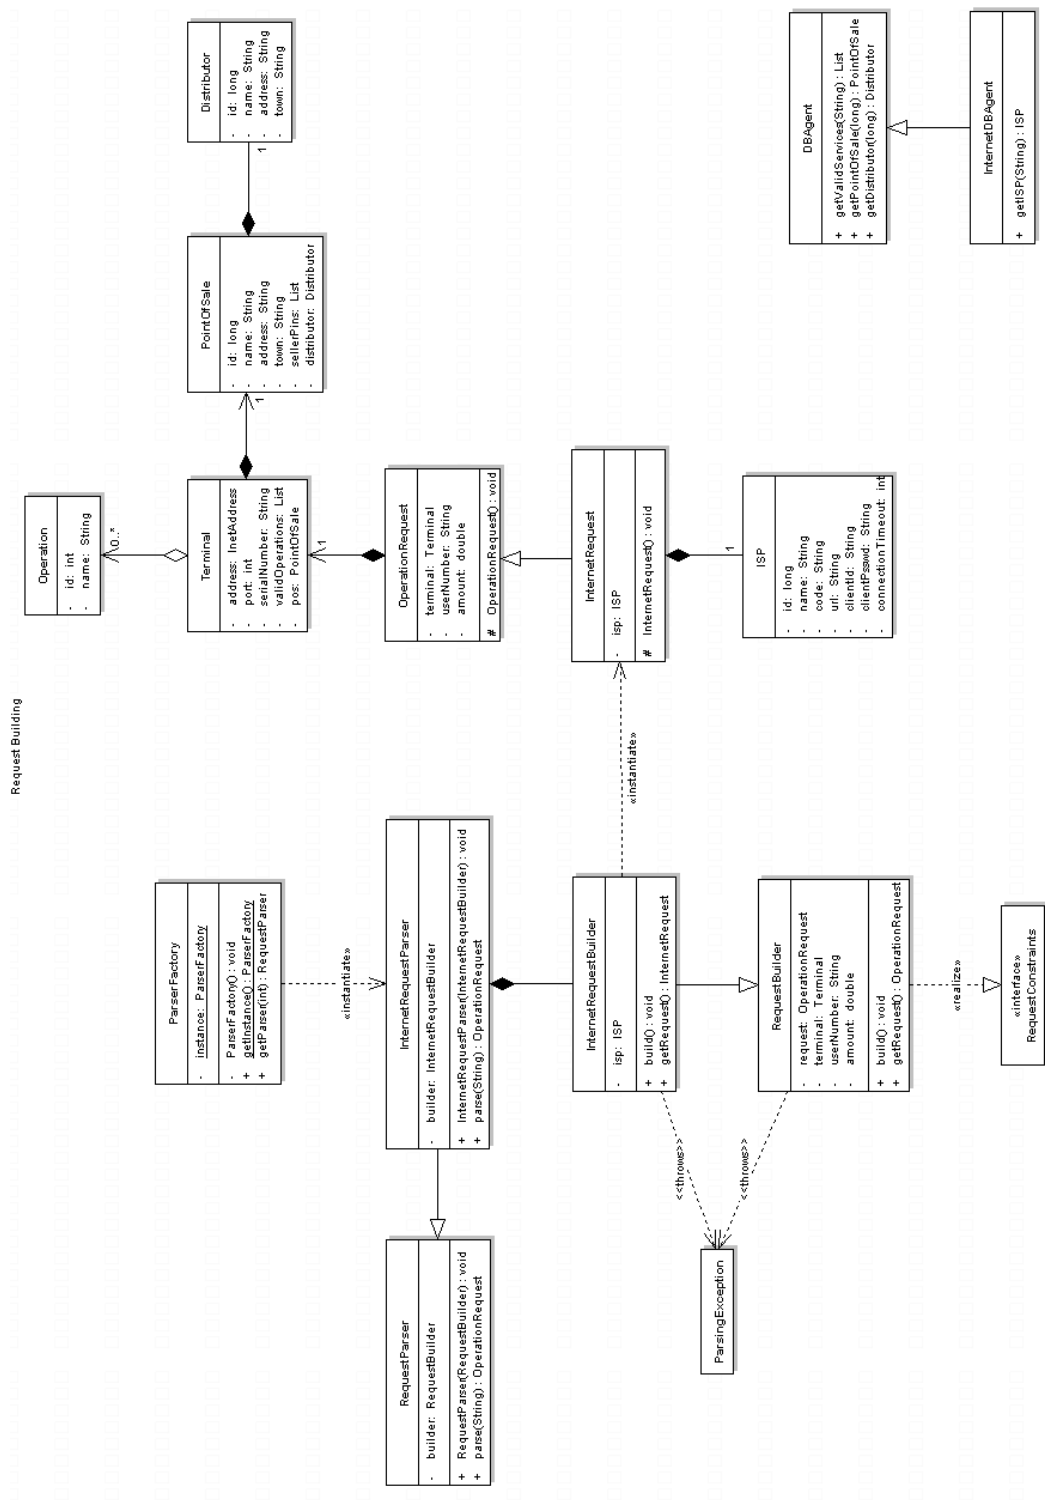 Request Building
RequestParser
- builder: RequestBuilder
+ RequestParser(RequestBuilder) : void
+ parse(String) : OperationRequest
ParserFactory
- instance: ParserFactory
- ParserFactory() : void
+ getInstance() : ParserFactory
+ getParser(int) : RequestParser
«instantiate»
InternetRequestParser
- builder: InternetRequestBuilder
+ InternetRequestParser(InternetRequestBuilder) : void
+ parse(String) : OperationRequest
InternetRequestBuilder
- isp: ISP
+ build() : void
+ getRequest() : InternetRequest
«instantiate»
<<throws>>
<<throws>>
ParsingException
RequestBuilder
- request: OperationRequest
- terminal: Terminal
- userNumber: String
- amount: double
+ build() : void
+ getRequest() : OperationRequest
«realize»
«interface»
RequestConstraints
Operation
- id: int
- name: String
0..*
Terminal
- address: InetAddress
- port: int
- serialNumber: String
- validOperations: List
- pos: PointOfSale
1
PointOfSale
- id: long
- name: String
- address: String
- town: String
- sellerPins: List
- distributor: Distributor
1
Distributor
- id: long
- name: String
- address: String
- town: String
1
OperationRequest
- terminal: Terminal
- userNumber: String
- amount: double
# OperationRequest() : void
InternetRequest
- isp: ISP
# InternetRequest() : void
1
ISP
- id: long
- name: String
- code: String
- url: String
- clientId: String
- clientPsswd: String
- connectionTimeout: int
DBAgent
+ getValidServices(String) : List
+ getPointOfSale(long) : PointOfSale
+ getDistributor(long) : Distributor
InternetDBAgent
+ getISP(String) : ISP